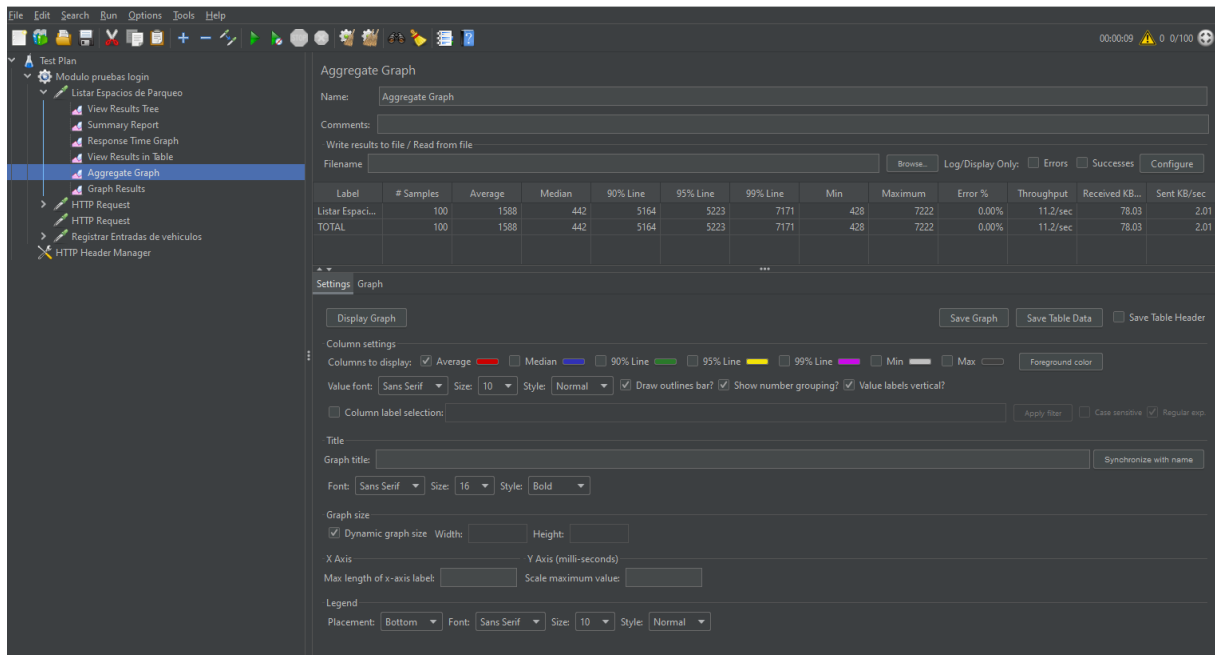 File Edit Search Run Options Tools Help
00:00:09 0 0/100
Test Plan
Modulo pruebas login
Listar Espacios de Parqueo
View Results Tree
Summary Report
Response Time Graph
View Results in Table
Aggregate Graph
Graph Results
HTTP Request
HTTP Request
Registrar Entradas de vehiculos
HTTP Header Manager
Aggregate Graph
Name: Aggregate Graph
Comments:
Write results to file / Read from file
Filename Browse... Log/Display Only: Errors Successes Configure
Label # Samples Average Median 90% Line 95% Line 99% Line Min Maximum Error % Throughput Received KB... Sent KB/sec
Listar Espaci... 100 1588 442 5164 5223 7171 428 7222 0.00% 11.2/sec 78.03 2.01
TOTAL 100 1588 442 5164 5223 7171 428 7222 0.00% 11.2/sec 78.03 2.01
Settings Graph
Display Graph Save Graph Save Table Data Save Table Header
Column settings
Columns to display: Average Median 90% Line 95% Line 99% Line Min Max Foreground color
Value font: Sans Serif Size: 10 Style: Normal Draw outlines bar? Show number grouping? Value labels vertical?
Column label selection: Apply filter Case sensitive Regular exp.
Title
Graph title: Synchronize with name
Font: Sans Serif Size: 16 Style: Bold
Graph size
Dynamic graph size Width: Height:
X Axis Y Axis (milli-seconds)
Max length of x-axis label: Scale maximum value:
Legend
Placement: Bottom Font: Sans Serif Size: 10 Style: Normal